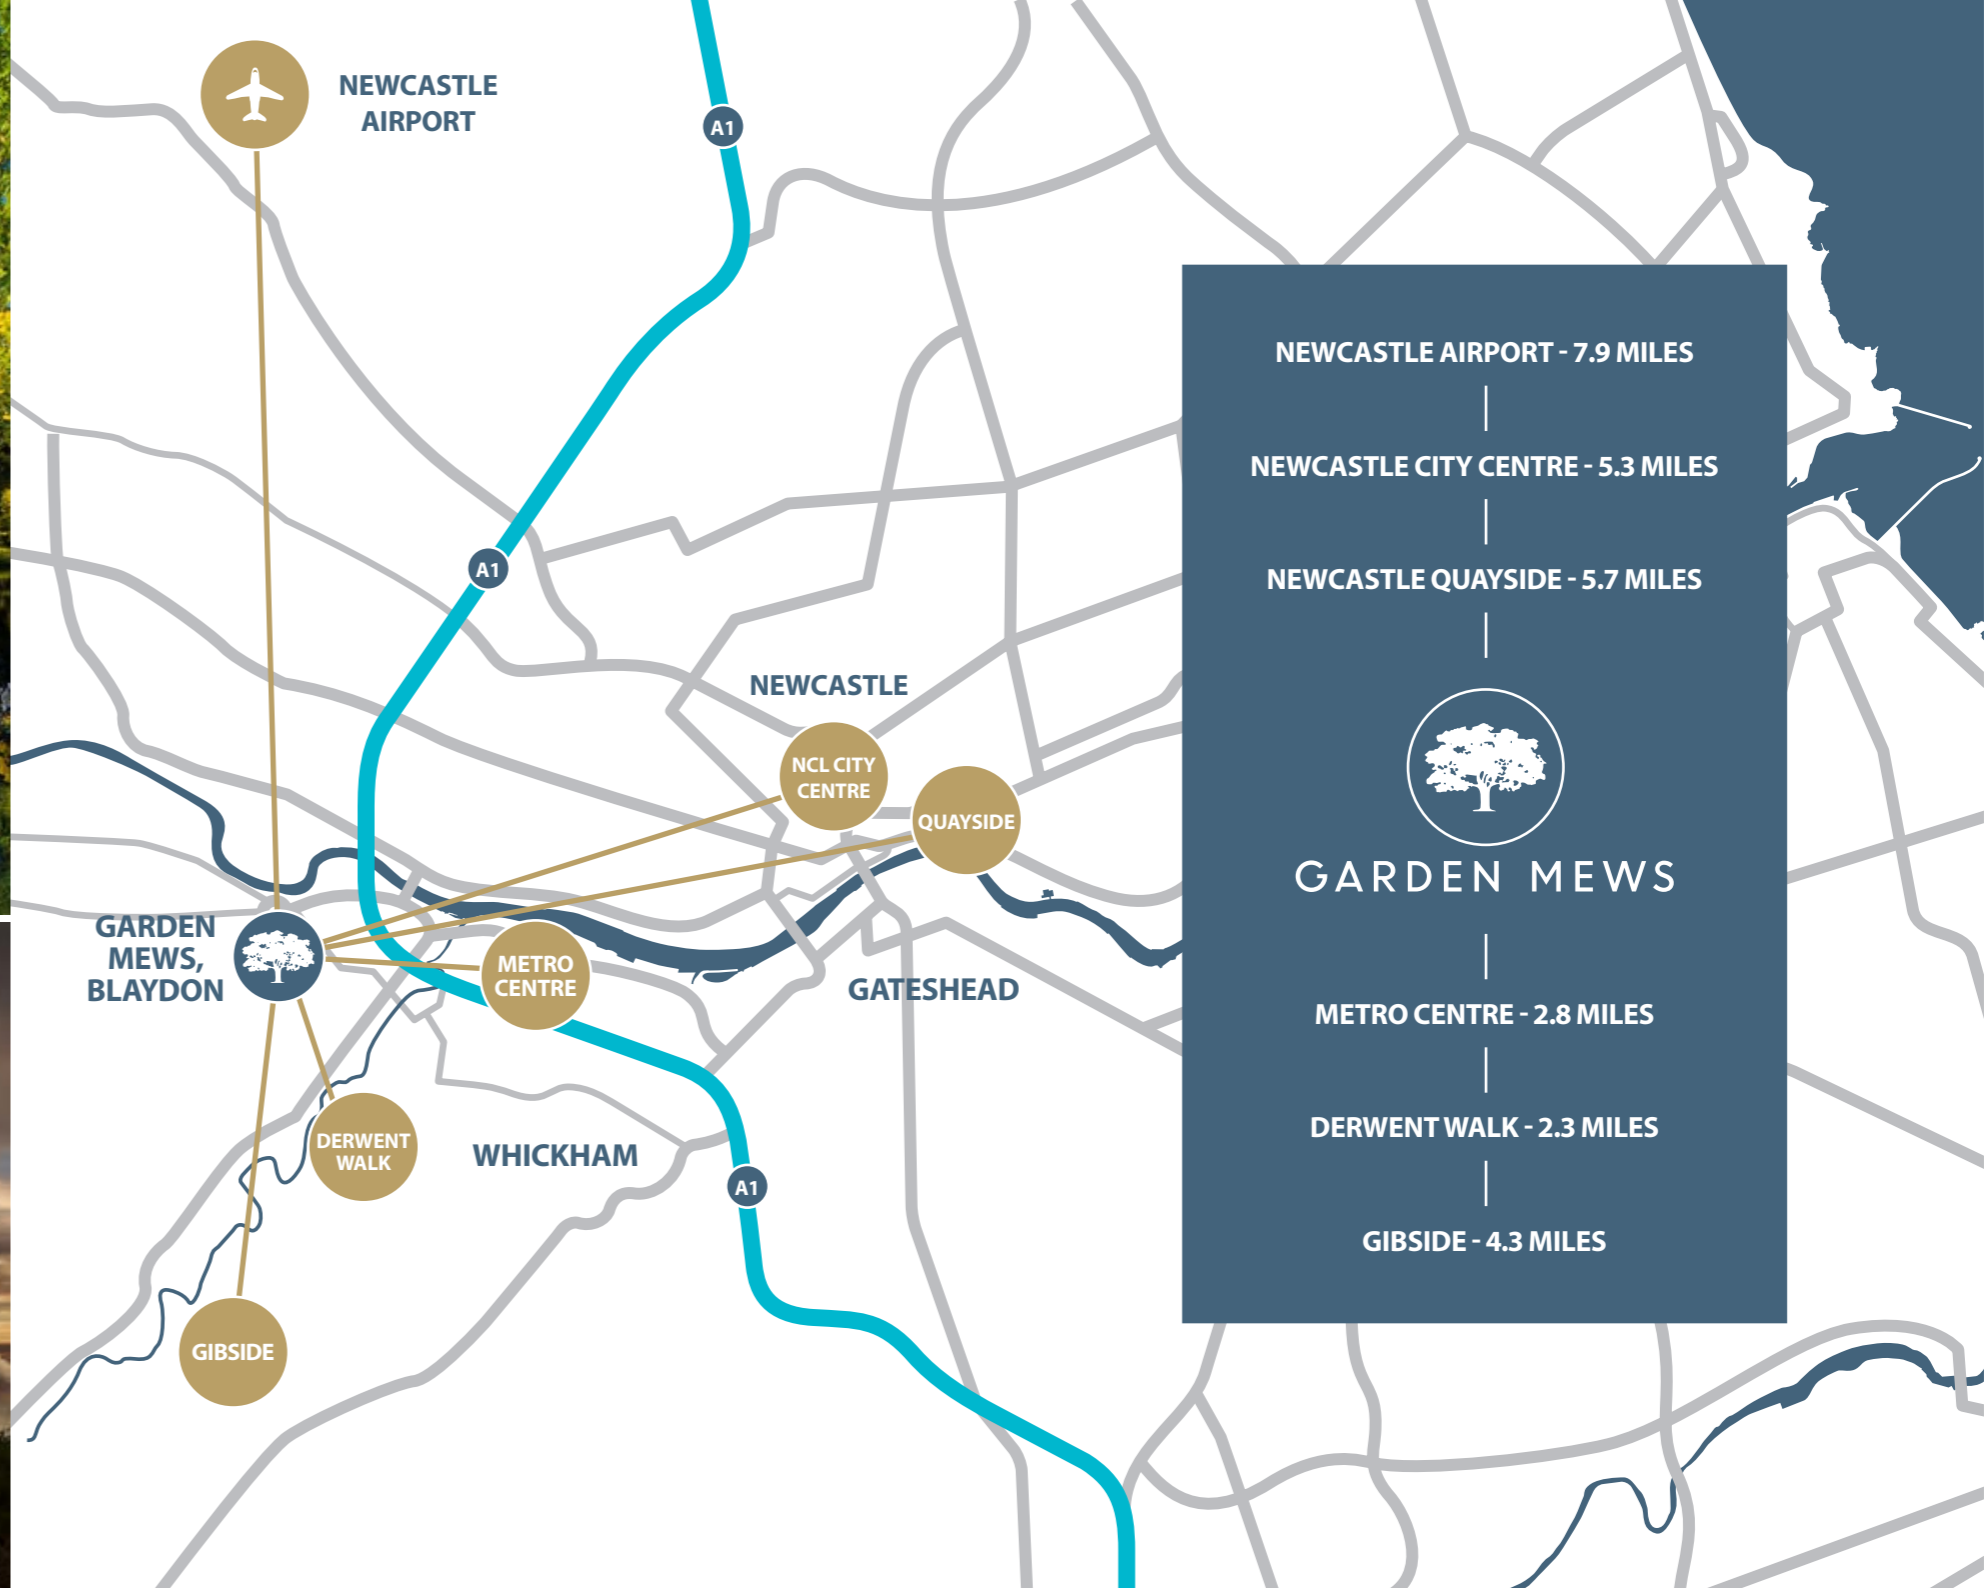 NEWCASTLE
AIRPORT
A1
A1
NEWCASTLE
NCL CITY
CENTRE
QUAYSIDE
GARDEN
MEWS,
BLAYDON
METRO
CENTRE
GATESHEAD
DERWENT
WALK
WHICKHAM
A1
GIBSIDE
NEWCASTLE AIRPORT - 7.9 MILES
NEWCASTLE CITY CENTRE - 5.3 MILES
NEWCASTLE QUAYSIDE - 5.7 MILES
GARDEN MEWS
METRO CENTRE - 2.8 MILES
DERWENT WALK - 2.3 MILES
GIBSIDE - 4.3 MILES